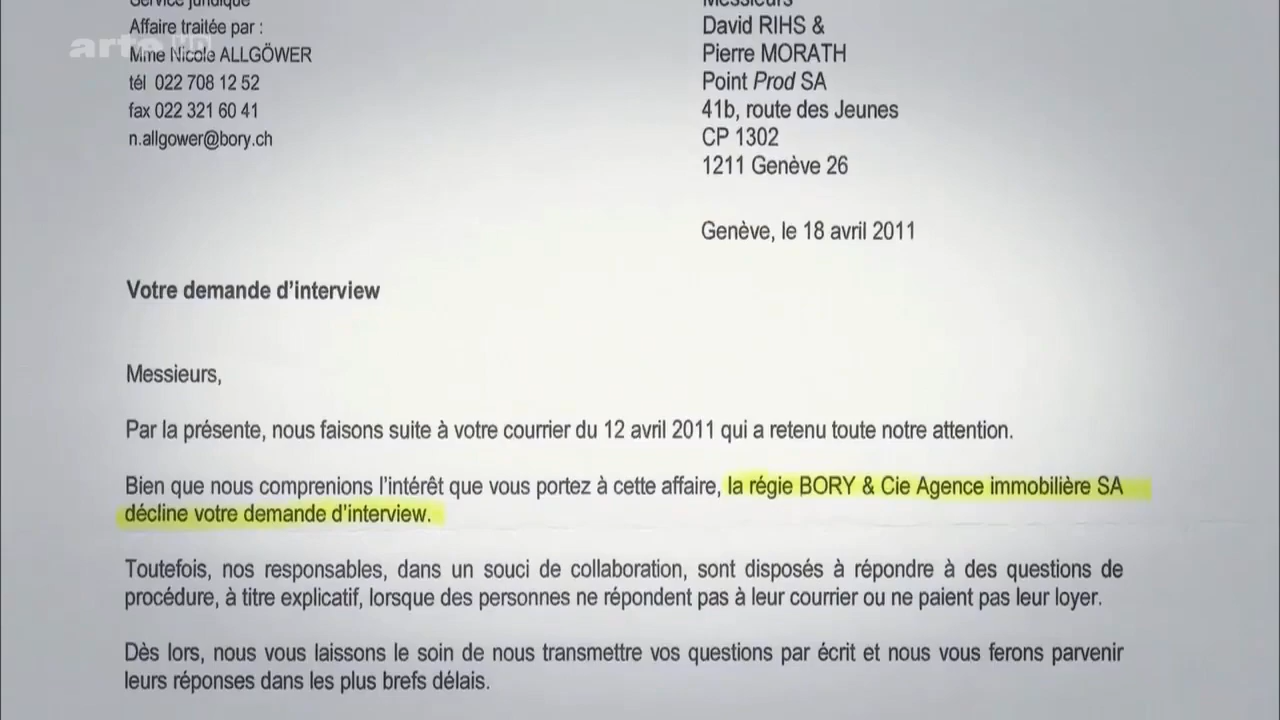 Service juridique
Affaire traitée par :
Mme Nicole ALLGÖWER
tél 022 708 12 52
fax 022 321 60 41
n.allgower@bory.ch
arte HD
Messieurs
David RIHS &
Pierre MORATH
Point Prod SA
41b, route des Jeunes
CP 1302
1211 Genève 26
Genève, le 18 avril 2011
Votre demande d'interview
Messieurs,
Par la présente, nous faisons suite à votre courrier du 12 avril 2011 qui a retenu toute notre attention.
Bien que nous comprenions l'intérêt que vous portez à cette affaire, la régie BORY & Cie Agence immobilière SA
décline votre demande d'interview.
Toutefois, nos responsables, dans un souci de collaboration, sont disposés à répondre à des questions de
procédure, à titre explicatif, lorsque des personnes ne répondent pas à leur courrier ou ne paient pas leur loyer.
Dès lors, nous vous laissons le soin de nous transmettre vos questions par écrit et nous vous ferons parvenir
leurs réponses dans les plus brefs délais.